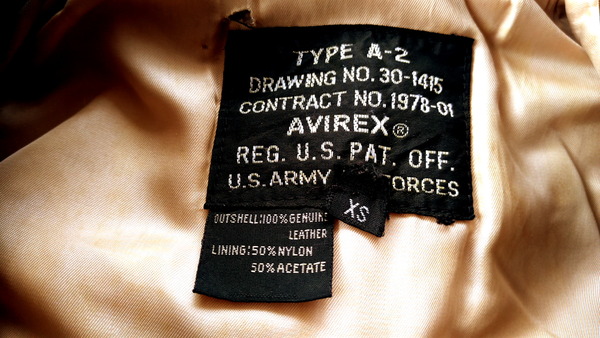 TYPE A-2
DRAWING NO. 30-1415
CONTRACT NO. 1978-01
AVIREX®
REG. U.S. PAT. OFF.
U.S. ARMY FORCES
XS
OUTSHELL:100% GENUINE
LEATHER
LINING:50% NYLON
50% ACETATE